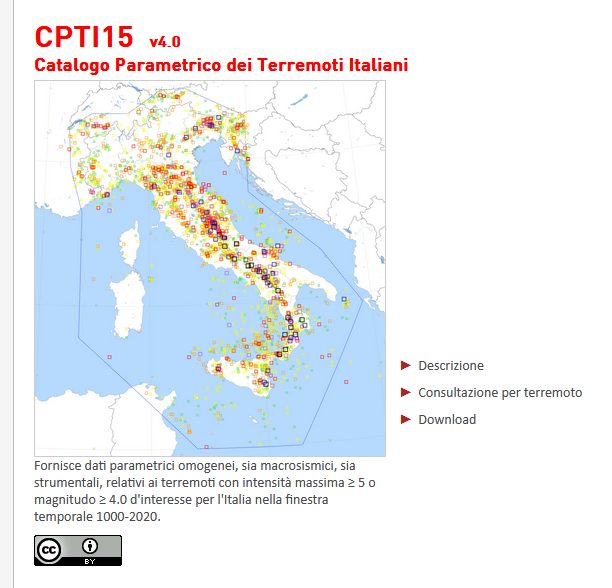 CPTI15 v4.0
Catalogo Parametrico dei Terremoti Italiani
Descrizione
Consultazione per terremoto
Download
Fornisce dati parametrici omogenei, sia macrosismici, sia
strumentali, relativi ai terremoti con intensità massima ≥ 5 o
magnitudo ≥ 4.0 d'interesse per l'Italia nella finestra
temporale 1000-2020.
cc
BY